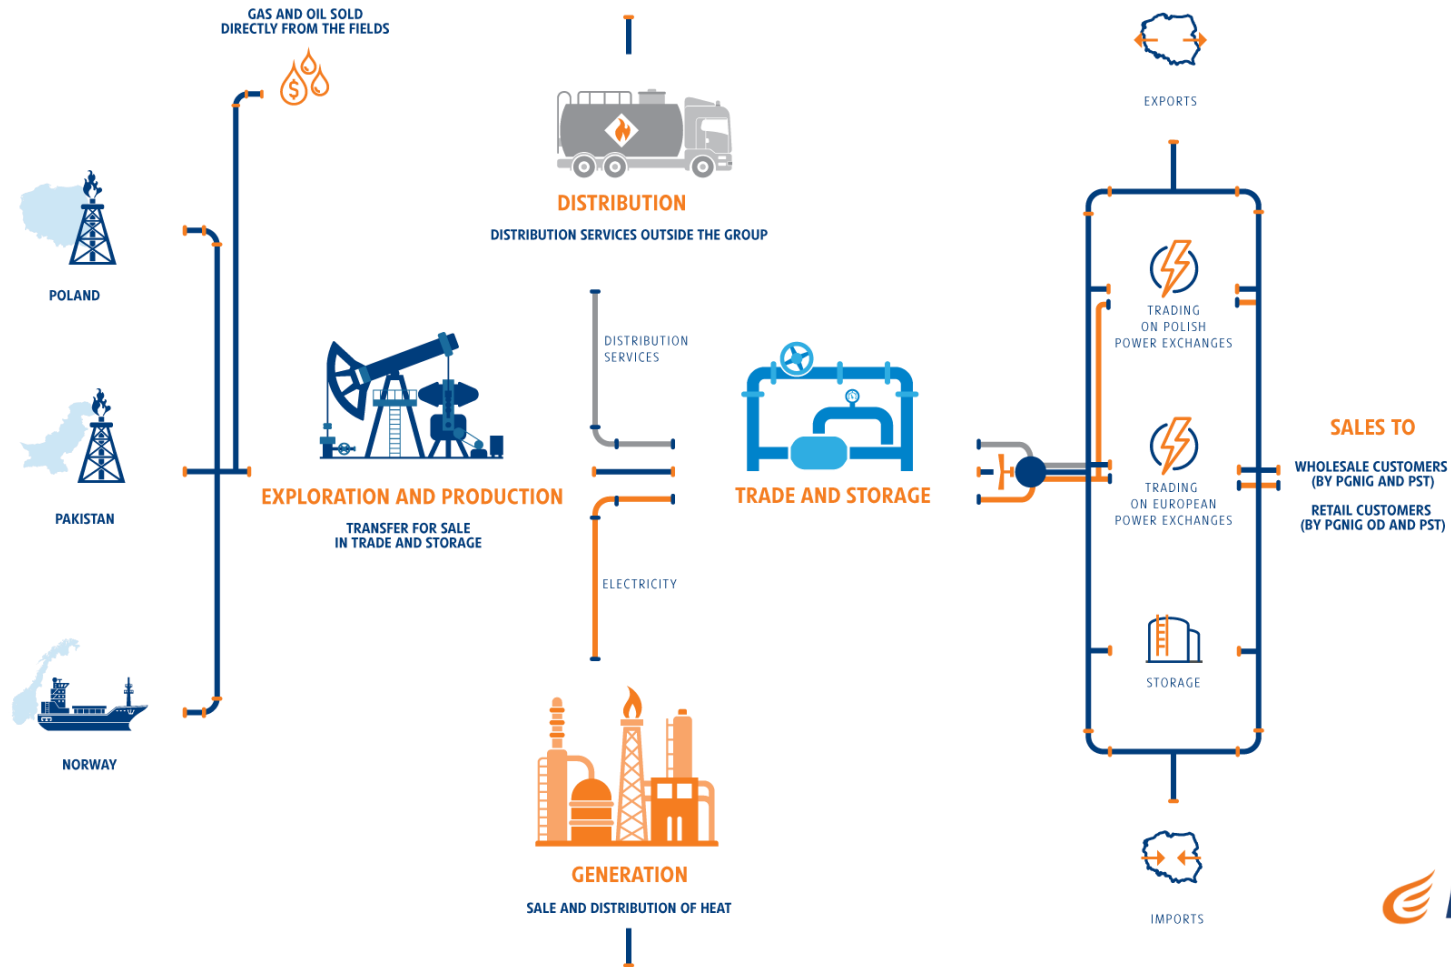 GAS AND OIL SOLD
DIRECTLY FROM THE FIELDS
POLAND
PAKISTAN
NORWAY
EXPLORATION AND PRODUCTION
TRANSFER FOR SALE
IN TRADE AND STORAGE
$
DISTRIBUTION
DISTRIBUTION SERVICES OUTSIDE THE GROUP
DISTRIBUTION
SERVICES
ELECTRICITY
GENERATION
SALE AND DISTRIBUTION OF HEAT
TRADE AND STORAGE
EXPORTS
TRADING
ON POLISH
POWER EXCHANGES
TRADING
ON EUROPEAN
POWER EXCHANGES
STORAGE
IMPORTS
SALES TO
WHOLESALE CUSTOMERS
(BY PGNIG AND PST)
RETAIL CUSTOMERS
(BY PGNIG OD AND PST)